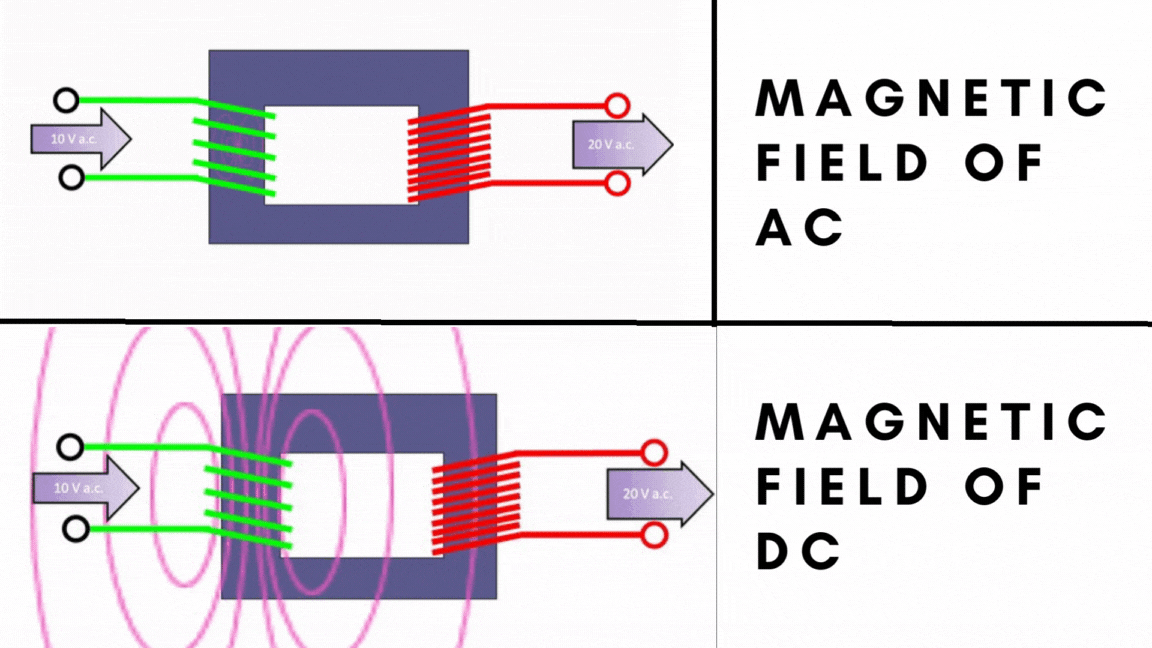 10 V a.c.
20 V a.c.
MAGNETIC
FIELD OF
AC
10 V a.c.
20 V a.c.
MAGNETIC
FIELD OF
DC